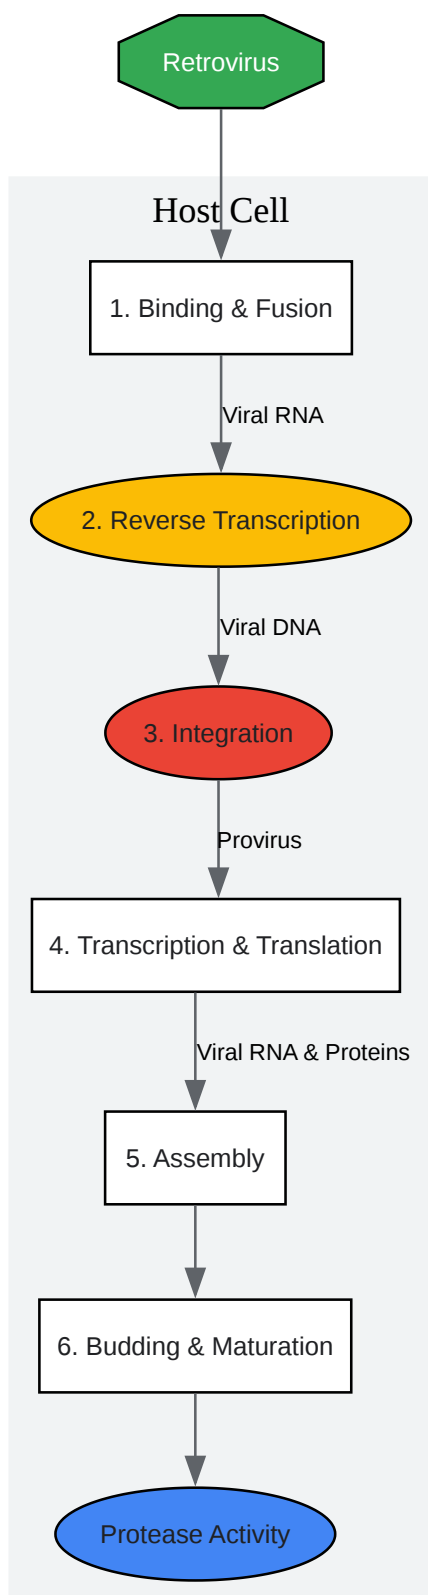 Retrovirus
Host Cell
1. Binding & Fusion
Viral RNA
2. Reverse Transcription
Viral DNA
3. Integration
Provirus
4. Transcription & Translation
Viral RNA & Proteins
5. Assembly
6. Budding & Maturation
Protease Activity